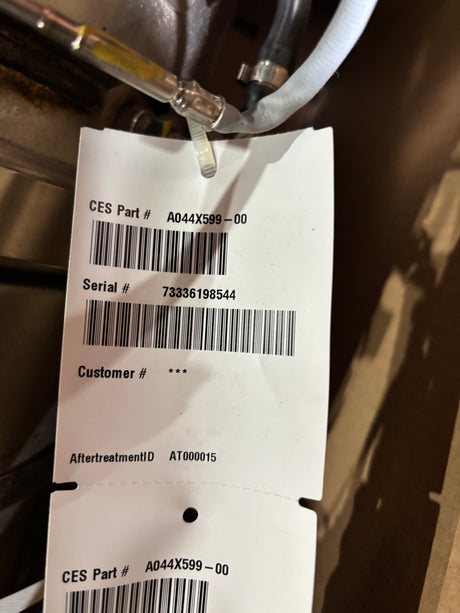 CES Part # A044X599-00
Serial # 73336198544
Customer # ***
AftertreatmentID AT000015
CES Part # A044X599-00